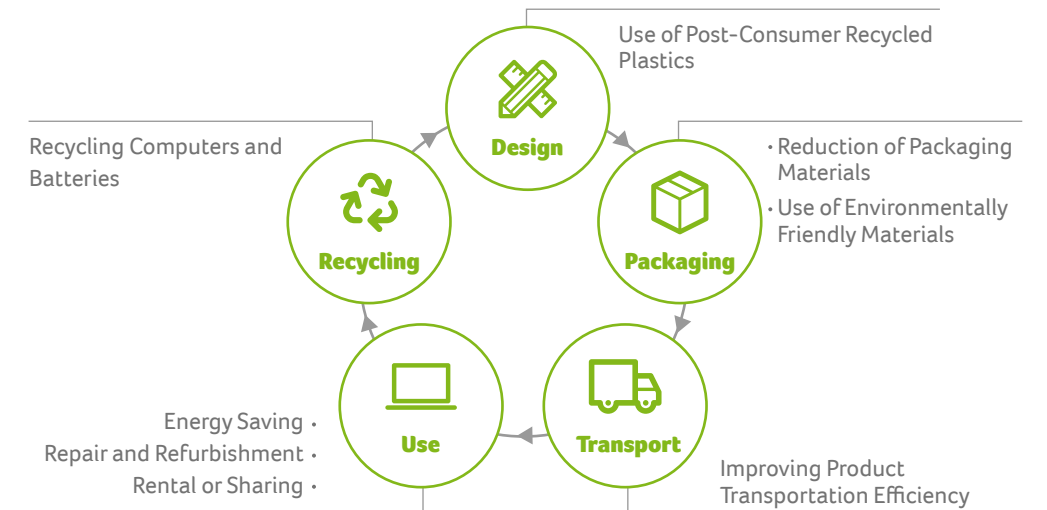 Use of Post-Consumer Recycled
Plastics
Design
Recycling Computers and
Batteries
· Reduction of Packaging
Materials
· Use of Environmentally
Friendly Materials
Recycling
Packaging
Energy Saving ·
Repair and Refurbishment ·
Rental or Sharing ·
Use
Transport
Improving Product
Transportation Efficiency